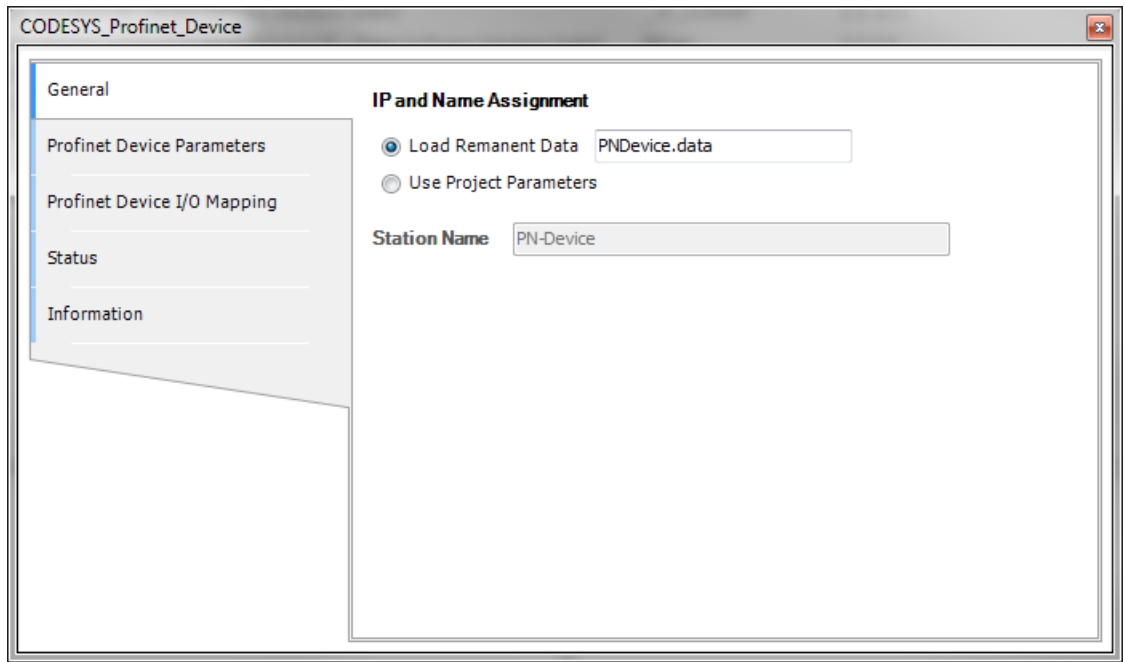 CODESYS_Profinet_Device
General
Profinet Device Parameters
Profinet Device I/O Mapping
Status
Information
IP and Name Assignment
Load Remanent Data PNDevice.data
Use Project Parameters
Station Name PN-Device